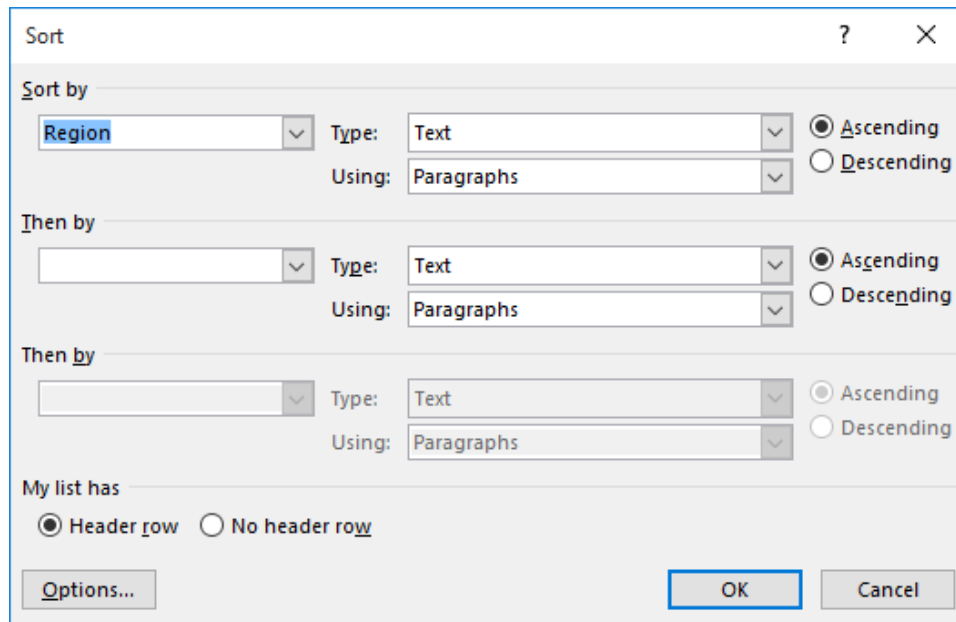 Sort ?
Sort by
Region Type: Text Ascending
Using: Paragraphs Descending
Then by
Type: Text Ascending
Using: Paragraphs Descending
Then by
Type: Text Ascending
Using: Paragraphs Descending
My list has
Header row No header row
Options... OK Cancel